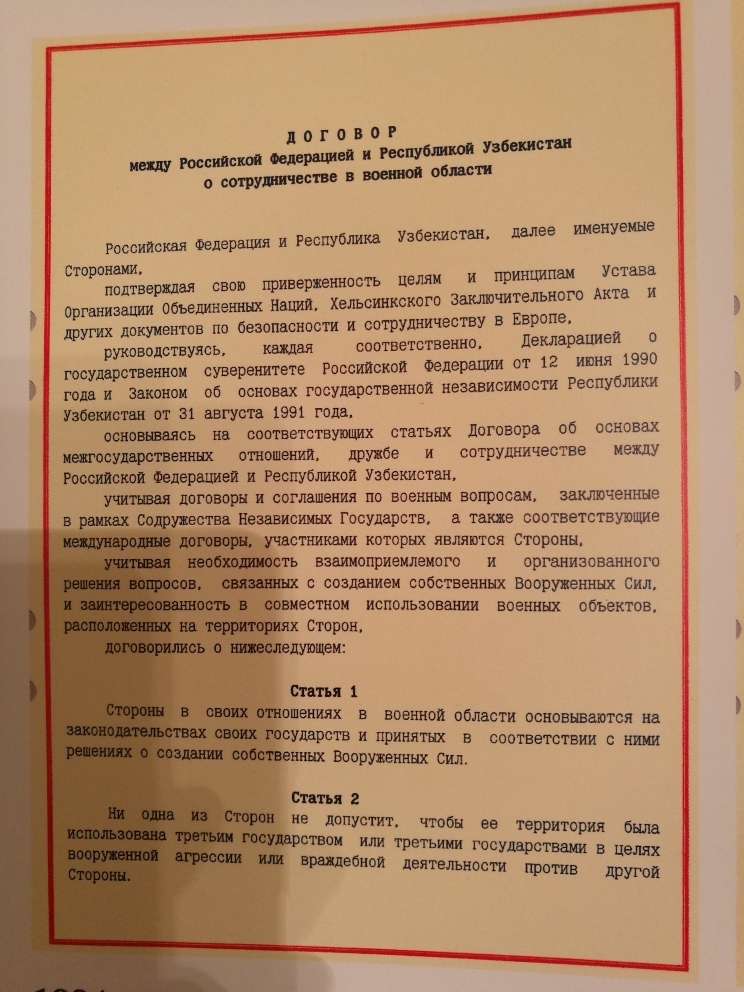 ДОГОВОР
между Российской Федерацией и Республикой Узбекистан
о сотрудничестве в военной области
Российская Федерация и Республика Узбекистан, далее именуемые
Сторонами,
подтверждая свою приверженность целям и принципам Устава
Организации Объединенных Наций, Хельсинкского Заключительного Акта и
других документов по безопасности и сотрудничеству в Европе,
руководствуясь, каждая соответственно, Декларацией о
государственном суверенитете Российской Федерации от 12 июня 1990
года и Законом об основах государственной независимости Республики
Узбекистан от 31 августа 1991 года,
основываясь на соответствующих статьях Договора об основах
межгосударственных отношений, дружбе и сотрудничестве между
Российской Федерацией и Республикой Узбекистан,
учитывая договоры и соглашения по военным вопросам, заключенные
в рамках Содружества Независимых Государств, а также соответствующие
международные договоры, участниками которых являются Стороны,
учитывая необходимость взаимоприемлемого и организованного
решения вопросов, связанных с созданием собственных Вооруженных Сил,
и заинтересованность в совместном использовании военных объектов,
расположенных на территориях Сторон,
договорились о нижеследующем:
Статья 1
Стороны в своих отношениях в военной области основываются на
законодательствах своих государств и принятых в соответствии с ними
решениях о создании собственных Вооруженных Сил.
Статья 2
Ни одна из Сторон не допустит, чтобы ее территория была
использована третьим государством или третьими государствами в целях
вооруженной агрессии или враждебной деятельности против другой
Стороны.